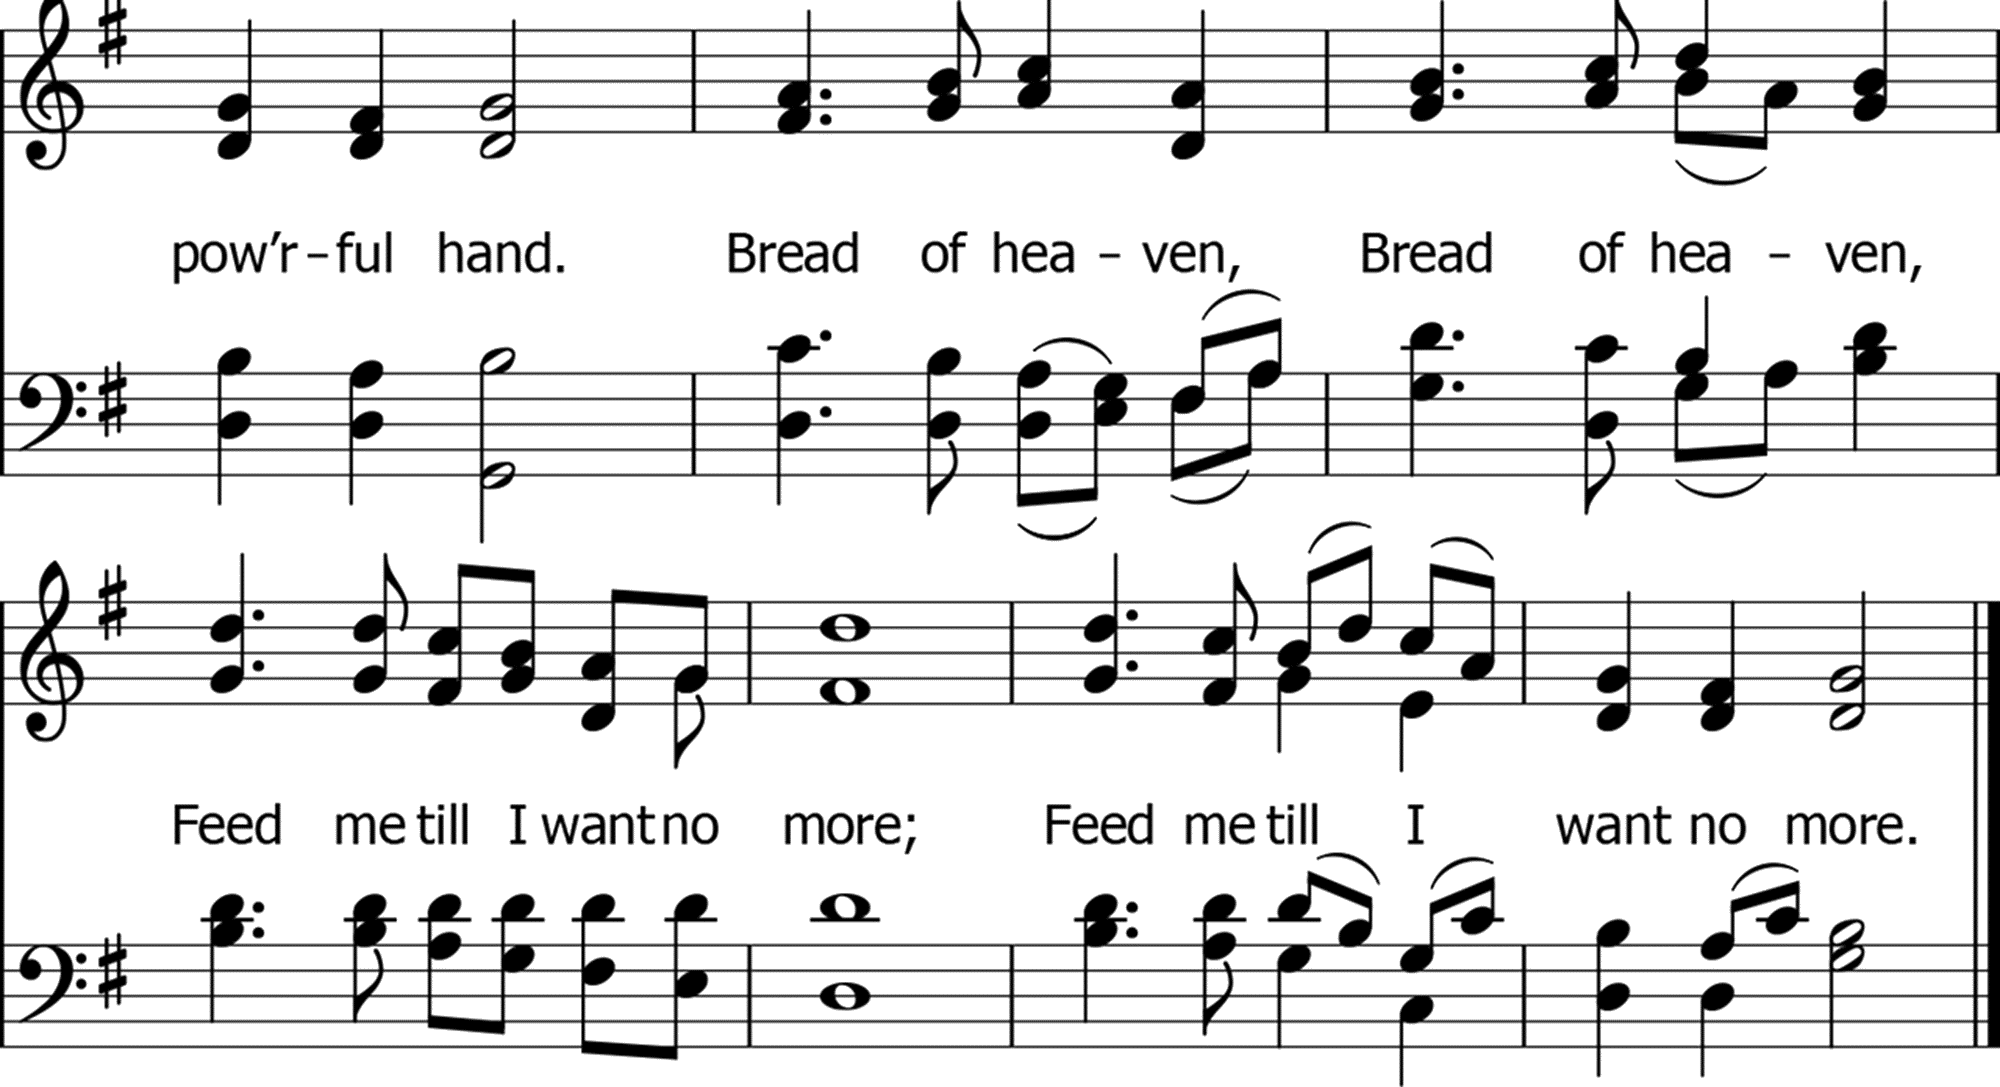 pow'r-ful hand. Bread of hea-ven, Bread of hea-ven,
Feed me till I want no more; Feed me till I want no more.